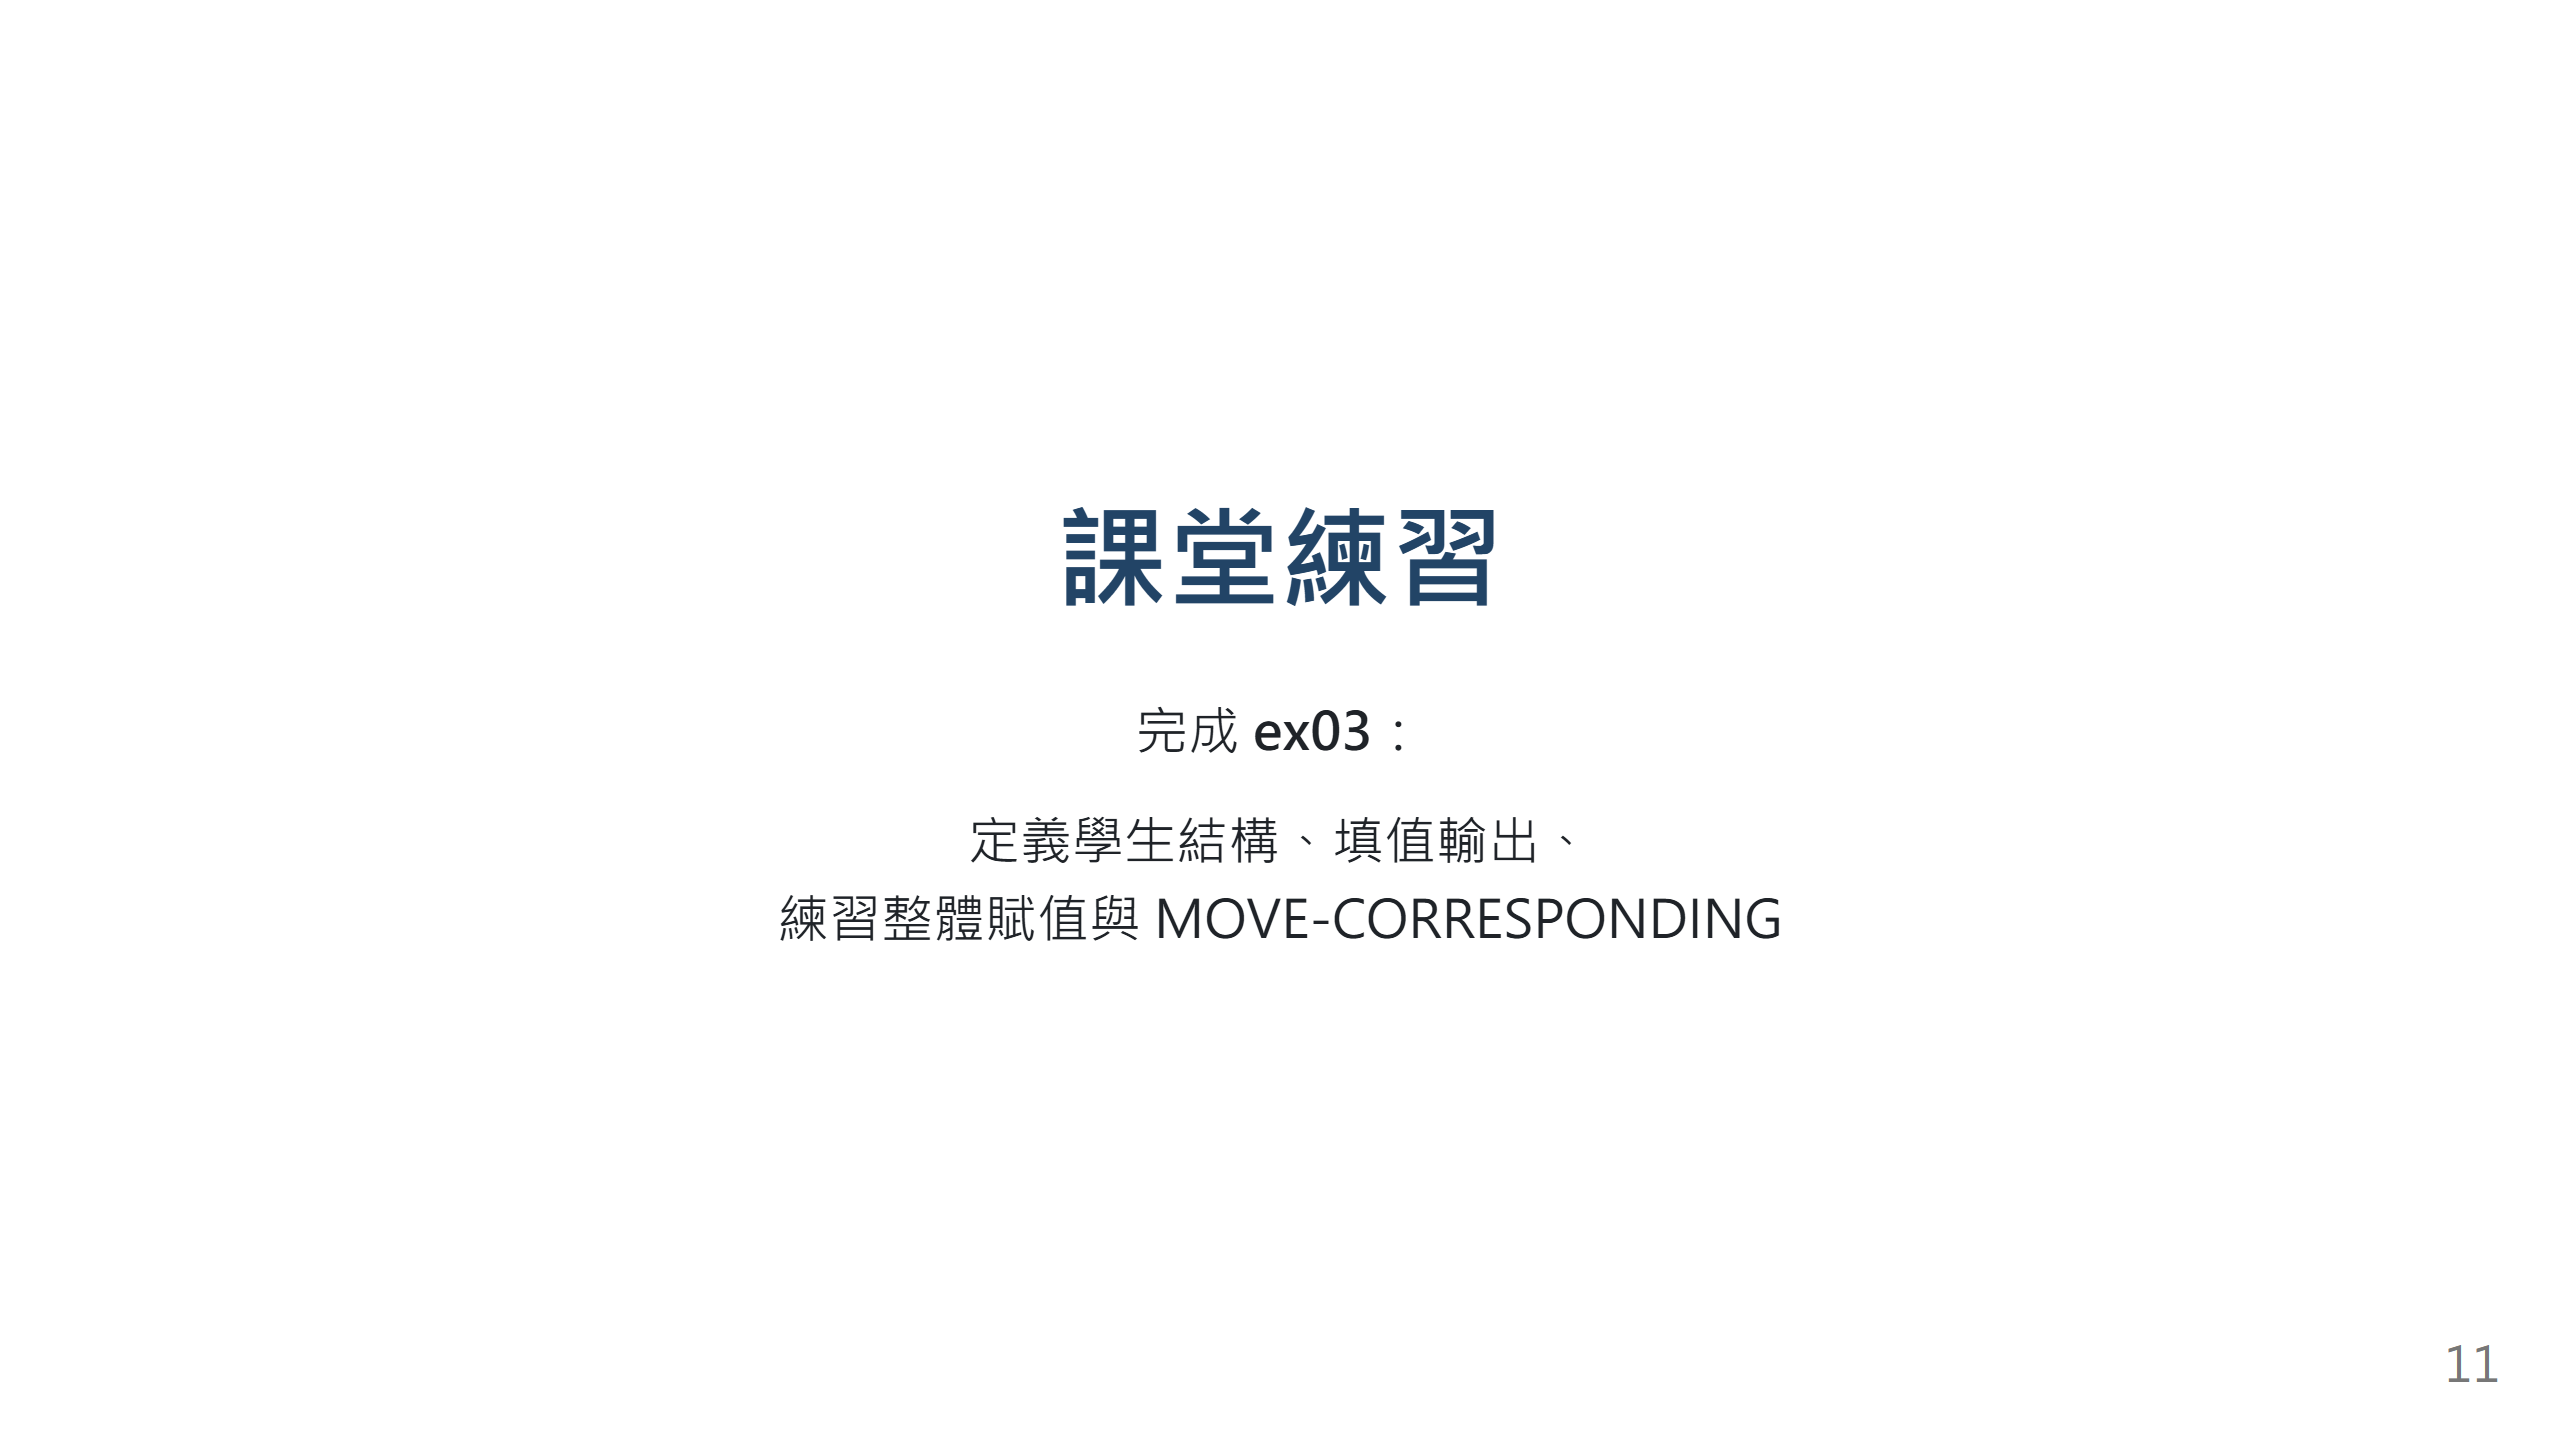 課堂練習
完成 ex03：
定義學生結構、填值輸出、
練習整體賦值與 MOVE-CORRESPONDING
11